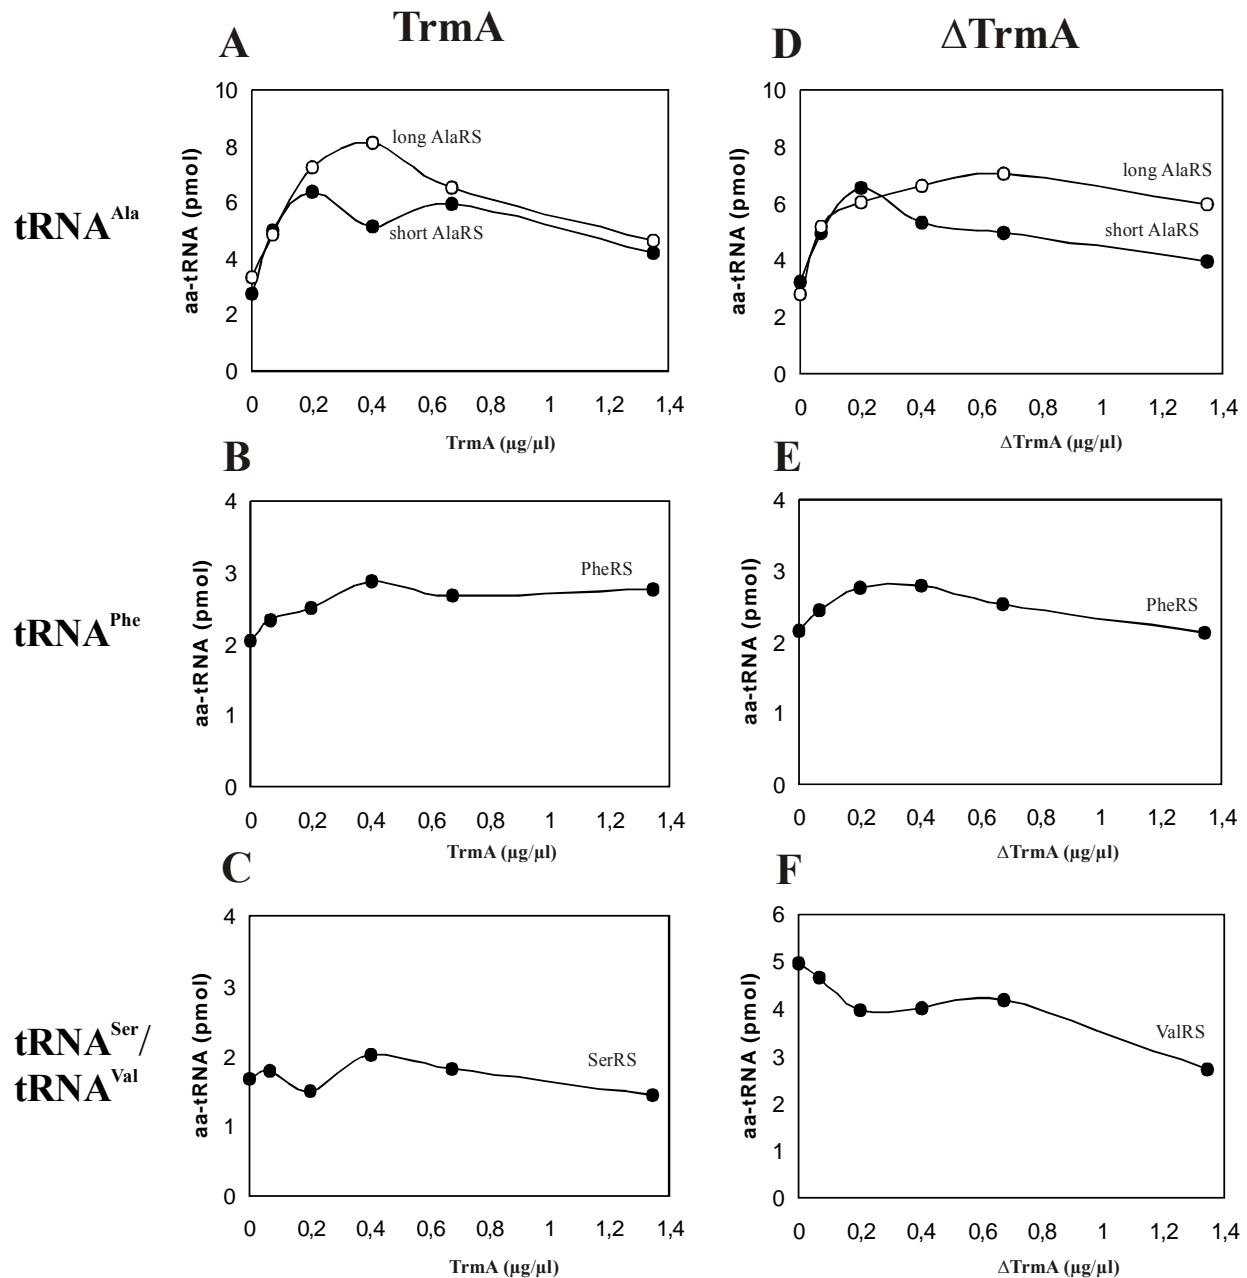 TrmA
ΔTrmA
A
tRNA^Ala
aa-tRNA (pmol)
10
8
6
4
2
0
long AlaRS
short AlaRS
0 0,2 0,4 0,6 0,8 1 1,2 1,4
TrmA (µg/µl)
D
aa-tRNA (pmol)
10
8
6
4
2
0
long AlaRS
short AlaRS
0 0,2 0,4 0,6 0,8 1 1,2 1,4
ΔTrmA (µg/µl)
B
tRNA^Phe
aa-tRNA (pmol)
4
3
2
1
0
PheRS
0 0,2 0,4 0,6 0,8 1 1,2 1,4
TrmA (µg/µl)
E
aa-tRNA (pmol)
4
3
2
1
0
PheRS
0 0,2 0,4 0,6 0,8 1 1,2 1,4
ΔTrmA (µg/µl)
C
tRNA^Ser/
tRNA^Val
aa-tRNA (pmol)
4
3
2
1
0
SerRS
0 0,2 0,4 0,6 0,8 1 1,2 1,4
TrmA (µg/µl)
F
aa-tRNA (pmol)
6
5
4
3
2
1
0
ValRS
0 0,2 0,4 0,6 0,8 1 1,2 1,4
ΔTrmA (µg/µl)